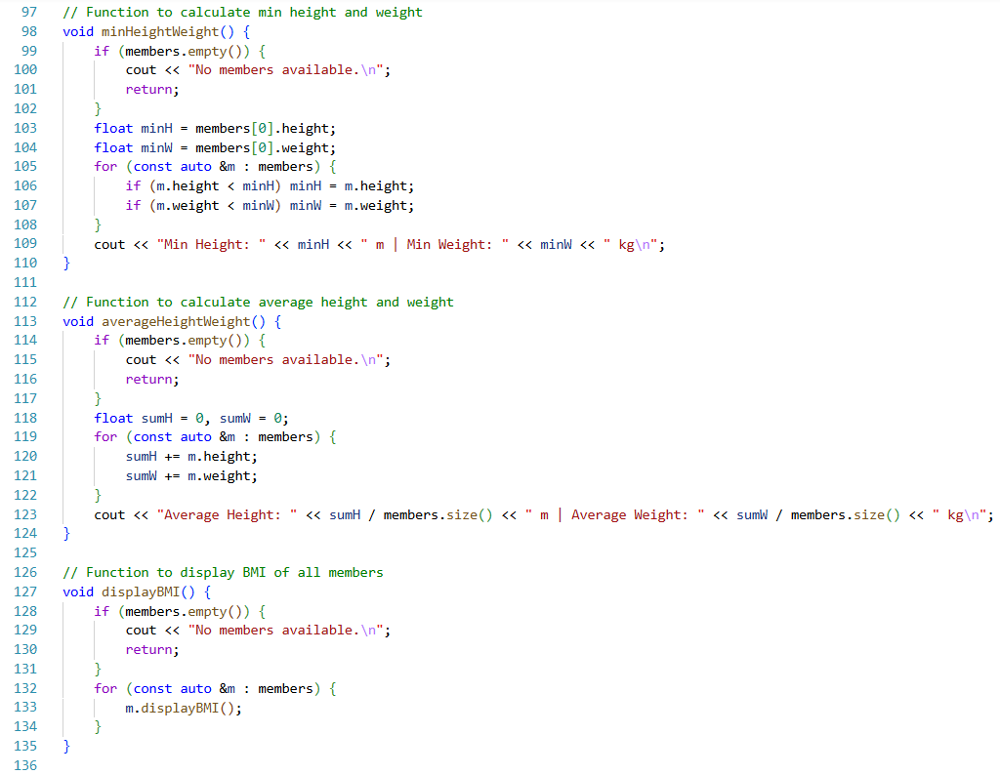 97 // Function to calculate min height and weight
98 void minHeightWeight() {
99     if (members.empty()) {
100         cout << "No members available.\n";
101         return;
102     }
103     float minH = members[0].height;
104     float minW = members[0].weight;
105     for (const auto &m : members) {
106         if (m.height < minH) minH = m.height;
107         if (m.weight < minW) minW = m.weight;
108     }
109     cout << "Min Height: " << minH << " m | Min Weight: " << minW << " kg\n";
110 }
111
112 // Function to calculate average height and weight
113 void averageHeightWeight() {
114     if (members.empty()) {
115         cout << "No members available.\n";
116         return;
117     }
118     float sumH = 0, sumW = 0;
119     for (const auto &m : members) {
120         sumH += m.height;
121         sumW += m.weight;
122     }
123     cout << "Average Height: " << sumH / members.size() << " m | Average Weight: " << sumW / members.size() << " kg\n";
124 }
125
126 // Function to display BMI of all members
127 void displayBMI() {
128     if (members.empty()) {
129         cout << "No members available.\n";
130         return;
131     }
132     for (const auto &m : members) {
133         m.displayBMI();
134     }
135 }
136